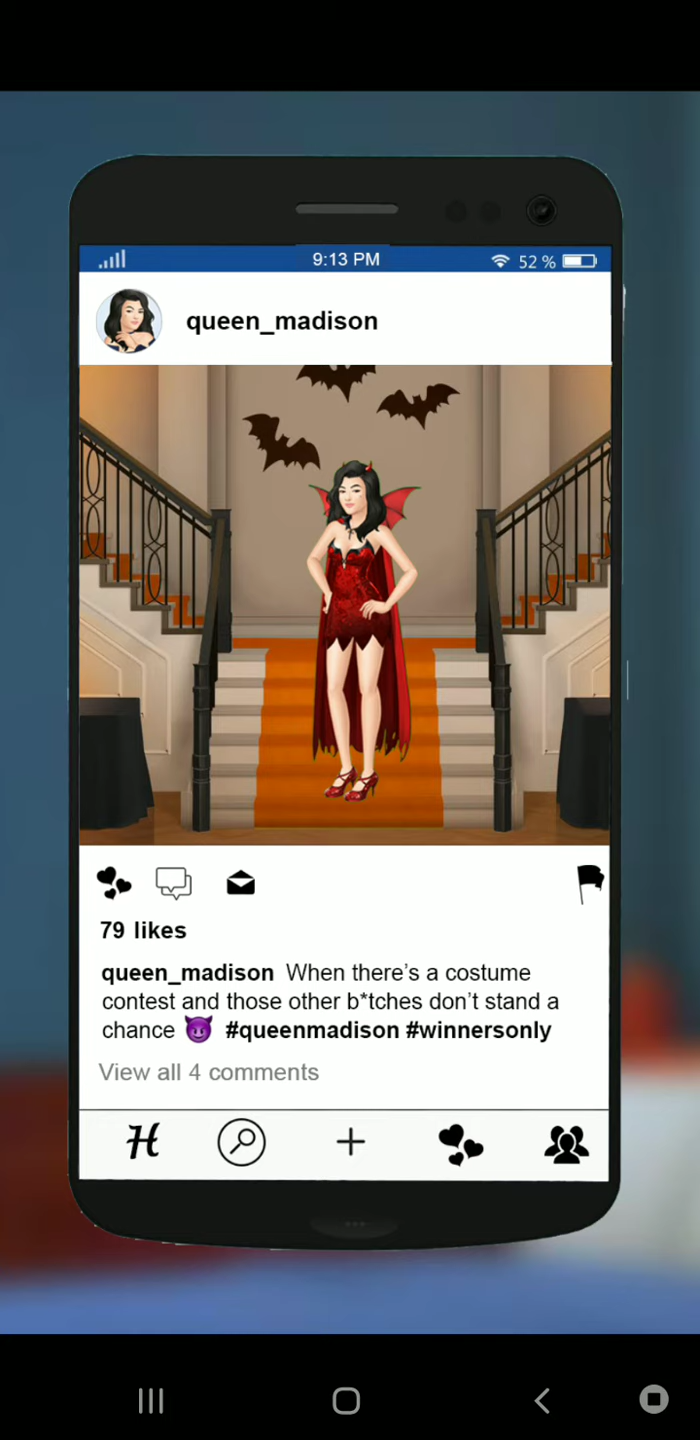 9:13 PM
52 %
queen_madison
79 likes
queen_madison When there’s a costume
contest and those other b*tches don’t stand a
chance 😈 #queenmadison #winnersonly
View all 4 comments
H